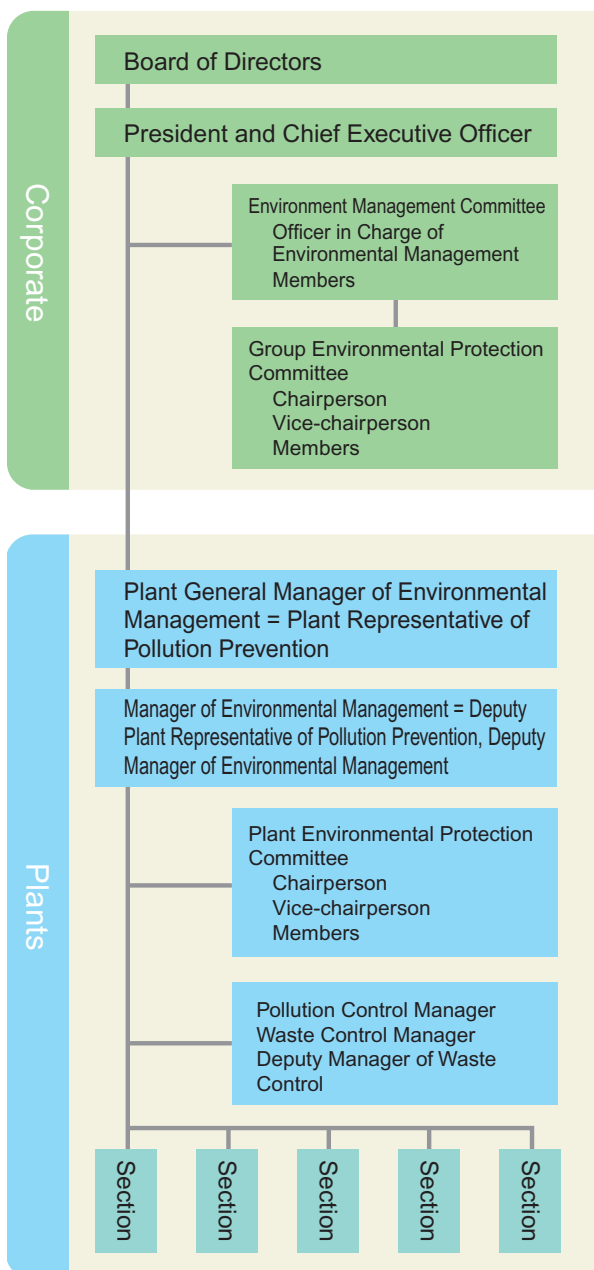 Corporate
Board of Directors
President and Chief Executive Officer
Environment Management Committee
Officer in Charge of
Environmental Management
Members
Group Environmental Protection
Committee
Chairperson
Vice-chairperson
Members
Plants
Plant General Manager of Environmental
Management = Plant Representative of
Pollution Prevention
Manager of Environmental Management = Deputy
Plant Representative of Pollution Prevention, Deputy
Manager of Environmental Management
Plant Environmental Protection
Committee
Chairperson
Vice-chairperson
Members
Pollution Control Manager
Waste Control Manager
Deputy Manager of Waste
Control
Section
Section
Section
Section
Section